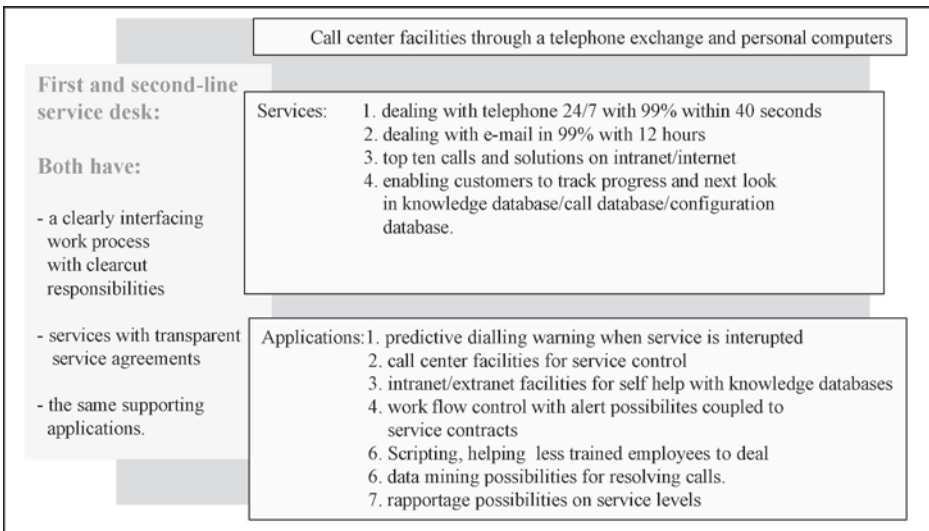 Call center facilities through a telephone exchange and personal computers
First and second-line
service desk:
Both have:
- a clearly interfacing
work process
with clearcut
responsibilities
- services with transparent
service agreements
- the same supporting
applications.
Services: 1. dealing with telephone 24/7 with 99% within 40 seconds
2. dealing with e-mail in 99% with 12 hours
3. top ten calls and solutions on intranet/internet
4. enabling customers to track progress and next look
in knowledge database/call database/configuration
database.
Applications:1. predictive dialling warning when service is interupted
2. call center facilities for service control
3. intranet/extranet facilities for self help with knowledge databases
4. work flow control with alert possibilites coupled to
service contracts
6. Scripting, helping less trained employees to deal
6. data mining possibilities for resolving calls.
7. rapportage possibilities on service levels